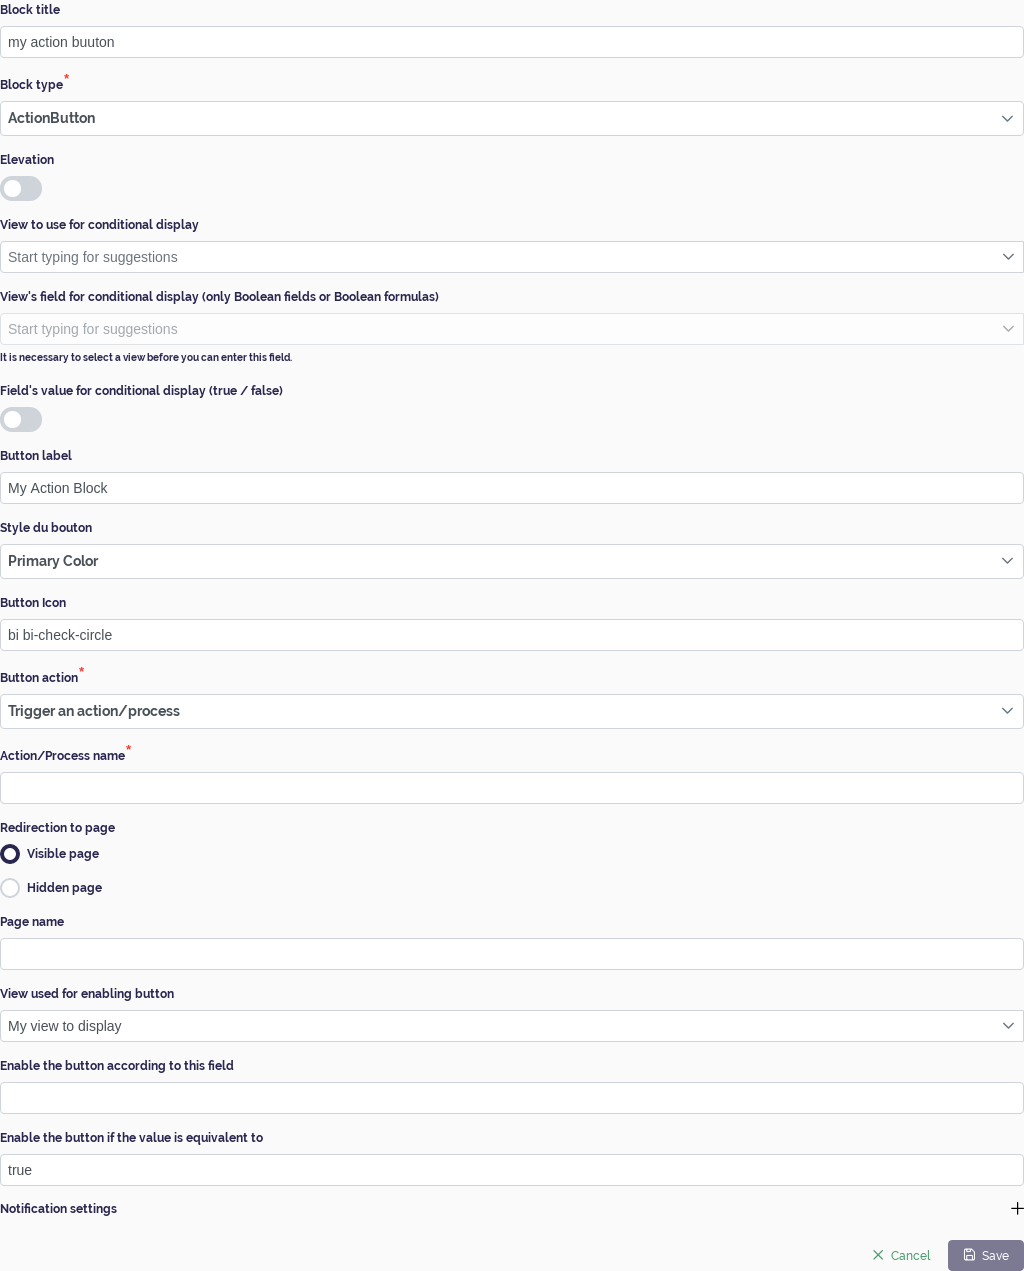 Block title
my action buuton
Block type*
ActionButton
Elevation
View to use for conditional display
Start typing for suggestions
View's field for conditional display (only Boolean fields or Boolean formulas)
Start typing for suggestions
It is necessary to select a view before you can enter this field.
Field's value for conditional display (true / false)
Button label
My Action Block
Style du bouton
Primary Color
Button Icon
bi bi-check-circle
Button action*
Trigger an action/process
Action/Process name*
Redirection to page
Visible page
Hidden page
Page name
View used for enabling button
My view to display
Enable the button according to this field
Enable the button if the value is equivalent to
true
Notification settings
Cancel Save